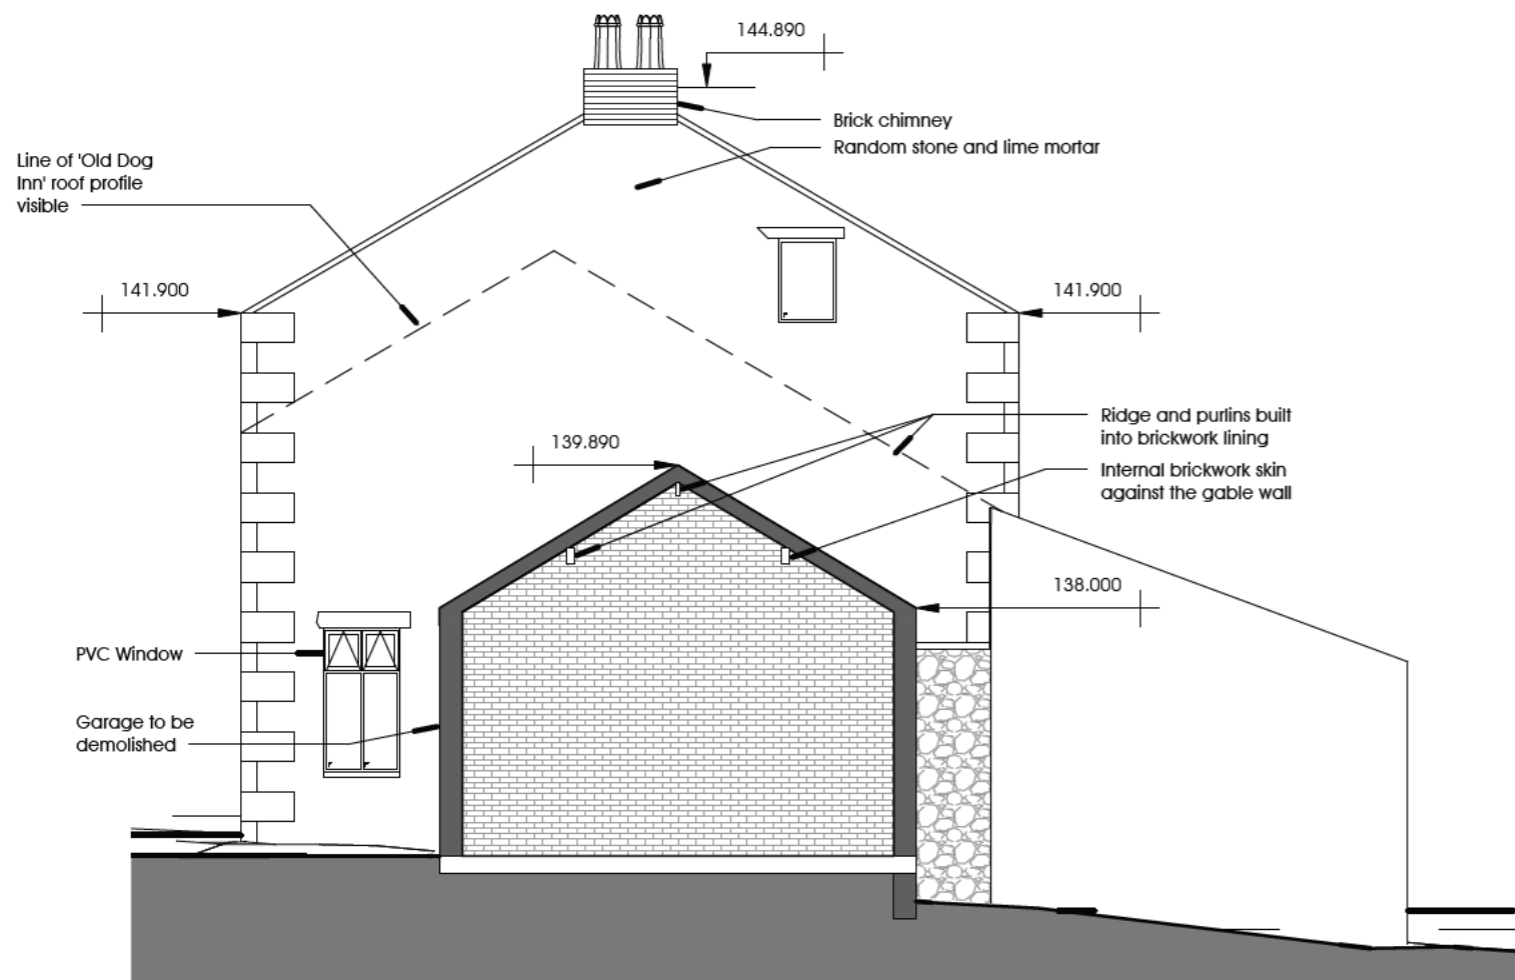 144.890
Brick chimney
Random stone and lime mortar
Line of 'Old Dog
Inn' roof profile
visible
141.900
141.900
Ridge and purlins built
into brickwork lining
139.890
Internal brickwork skin
against the gable wall
138.000
PVC Window
Garage to be
demolished